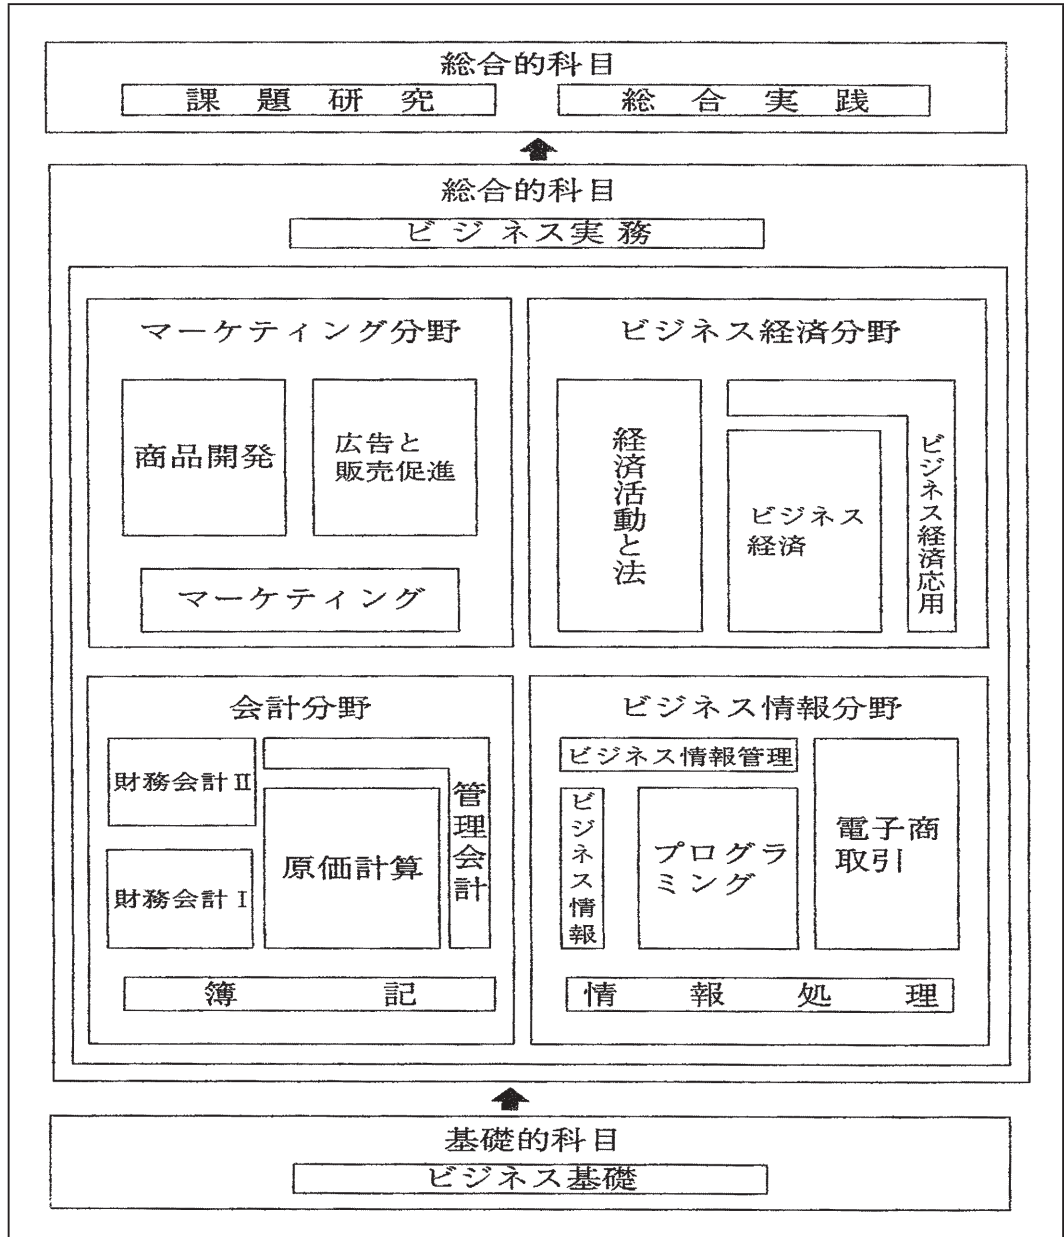 総合的科目
課題研究
総合実践
総合的科目
ビジネス実務
マーケティング分野
商品開発
広告と
販売促進
マーケティング
ビジネス経済分野
経済活動と法
ビジネス
経済
ビジネス経済応用
会計分野
財務会計Ⅱ
財務会計Ⅰ
原価計算
管理会計
簿記
ビジネス情報分野
ビジネス情報管理
ビジネス情報
プログラ
ミング
電子商
取引
情報処理
基礎的科目
ビジネス基礎